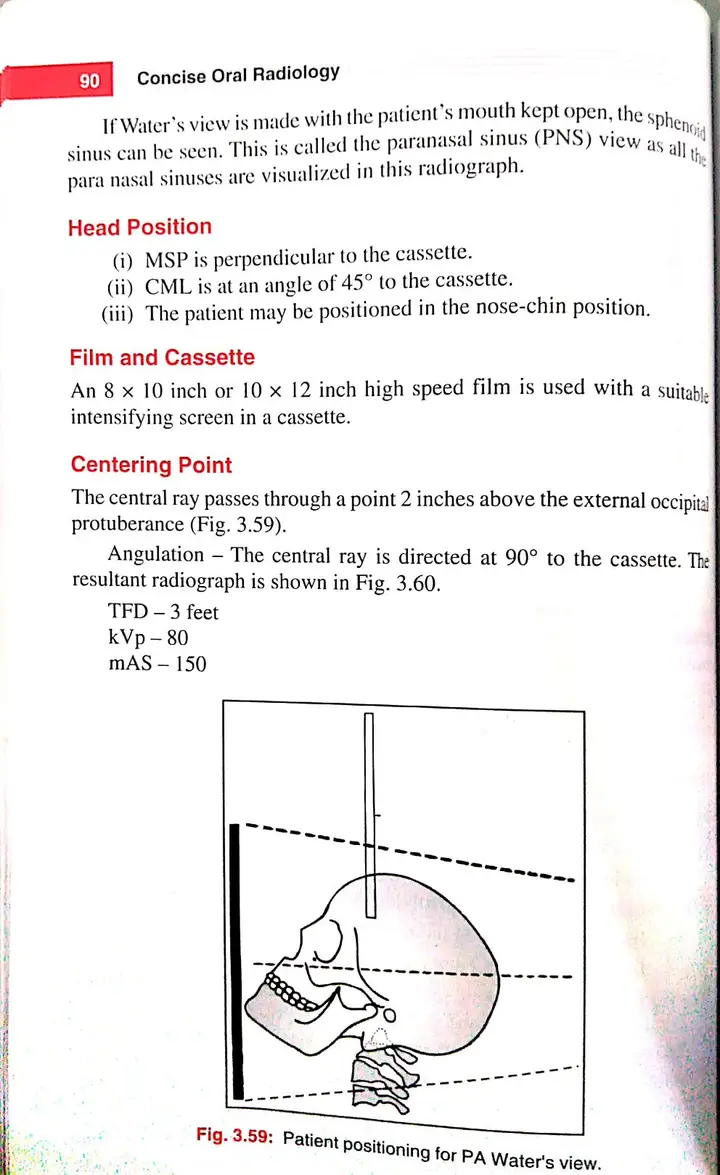 90 Concise Oral Radiology
If Water's view is made with the patient's mouth kept open, the sphenoid
sinus can be seen. This is called the paranasal sinus (PNS) view as all the
para nasal sinuses are visualized in this radiograph.
Head Position
(i) MSP is perpendicular to the cassette.
(ii) CML is at an angle of 45° to the cassette.
(iii) The patient may be positioned in the nose-chin position.
Film and Cassette
An 8 × 10 inch or 10 × 12 inch high speed film is used with a suitable
intensifying screen in a cassette.
Centering Point
The central ray passes through a point 2 inches above the external occipital
protuberance (Fig. 3.59).
Angulation – The central ray is directed at 90° to the cassette. The
resultant radiograph is shown in Fig. 3.60.
TFD – 3 feet
kVp – 80
mAS – 150
Fig. 3.59: Patient positioning for PA Water's view.